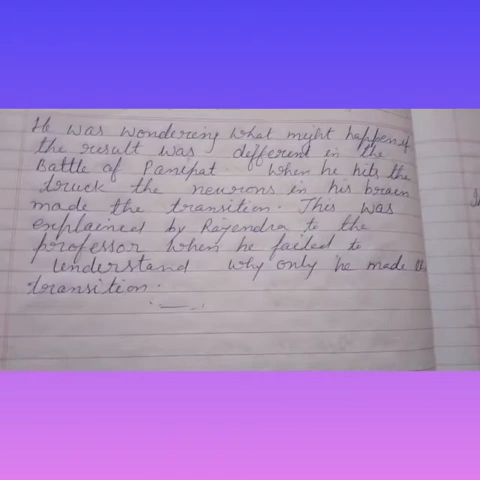 He was wondering what might happen if
the result was different in the
Battle of Panipat. When he hits the
truck the neurons in his brain
made the transition. This was
explained by Rajendra to the
professor when he failed to
understand why only he made the
transition.